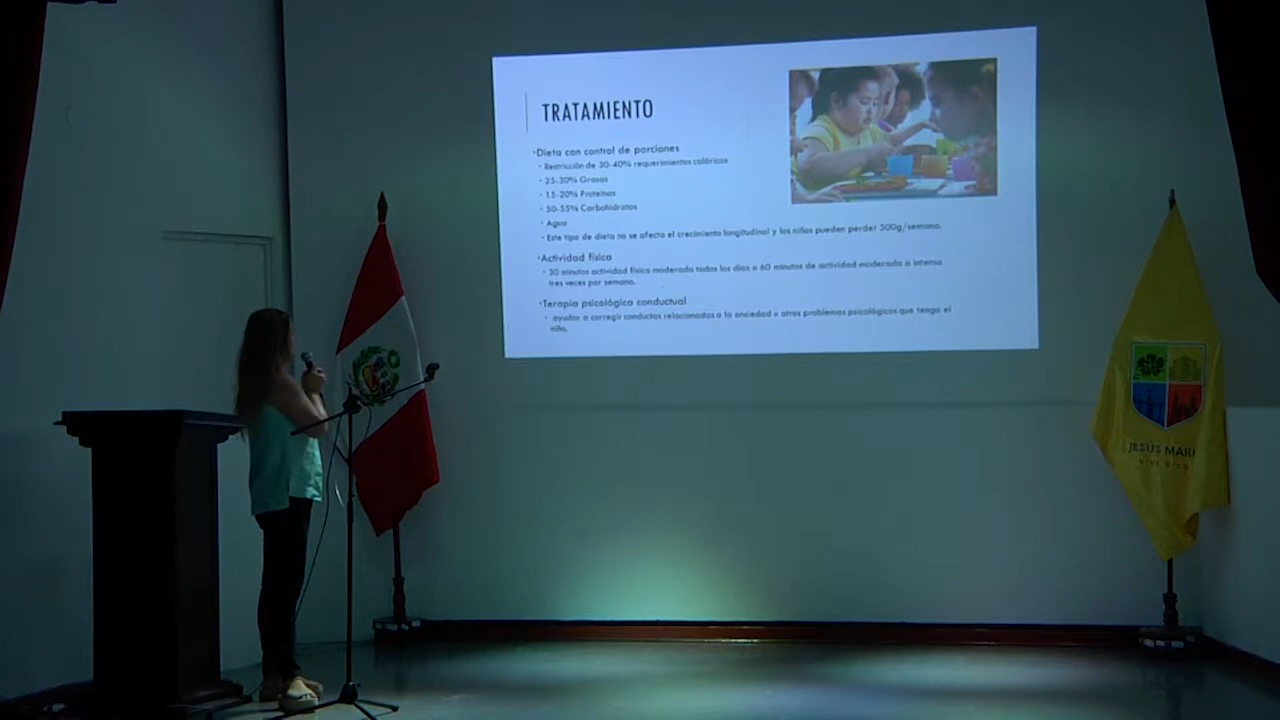 TRATAMIENTO
•Dieta con control de porciones
• Restricción de 30-40% requerimientos calóricos
• 25-30% Grasas
• 15-20% Proteínas
• 50-55% Carbohidratos
• Agua
• Este tipo de dieta no se afecta el crecimiento longitudinal y los niños pueden perder 500g/semana.
•Actividad física
• 30 minutos actividad física moderada todos los días o 60 minutos de actividad moderada a intensa
tres veces por semana.
•Terapia psicológica conductual
• ayudar a corregir conductas relacionadas a la ansiedad u otros problemas psicológicos que tenga el
niño.
JESÚS MARÍ